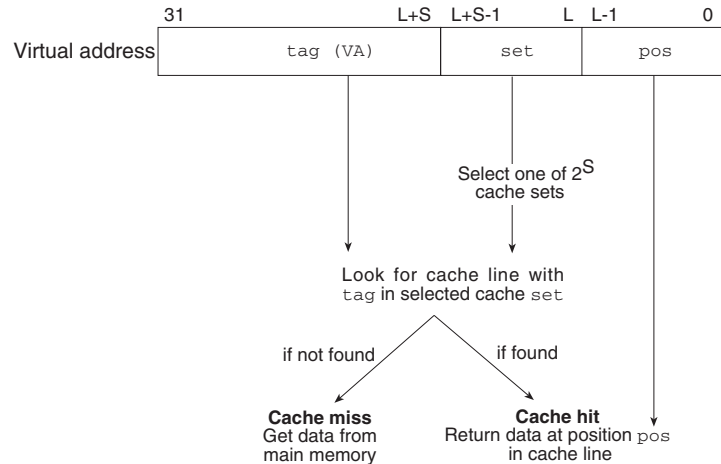 31 L+S L+S-1 L L-1 0
Virtual address tag (VA) set pos
Select one of 2^S
cache sets
Look for cache line with
tag in selected cache set
if not found if found
Cache miss
Get data from
main memory
Cache hit
Return data at position pos
in cache line